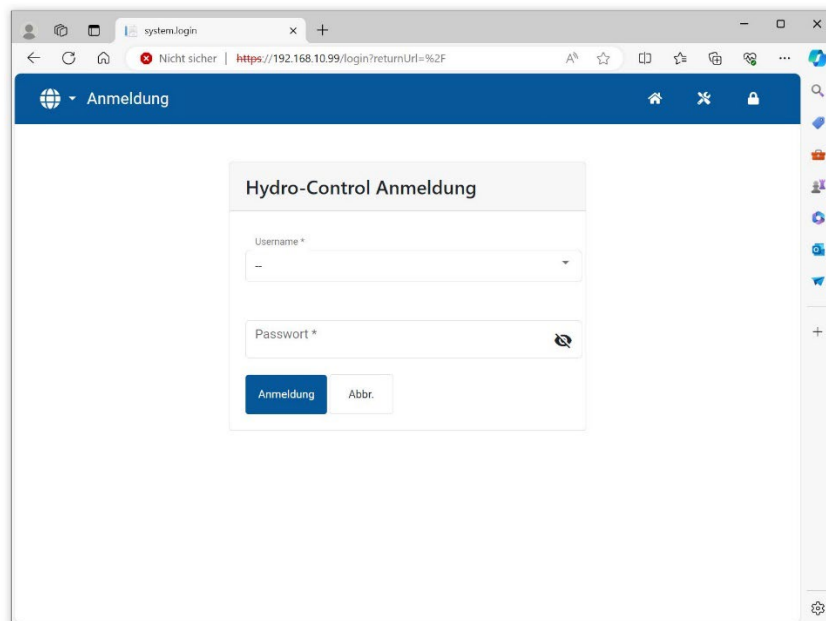 system.login
Nicht sicher | https://192.168.10.99/login?returnUrl=%2F
Anmeldung
Hydro-Control Anmeldung
Username *
--
Passwort *
Anmeldung Abbr.